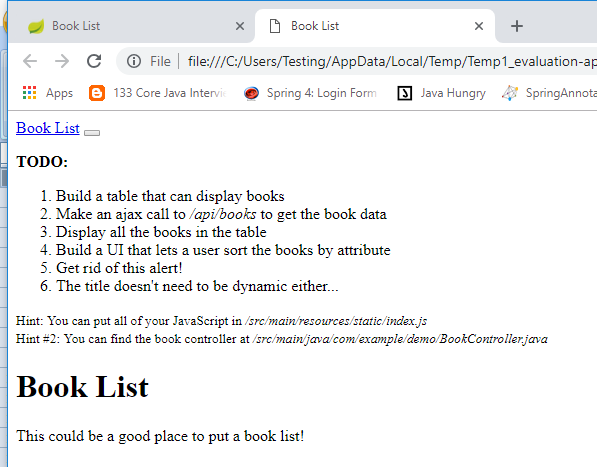 Book List
Book List
File
file:///C:/Users/Testing/AppData/Local/Temp/Temp1_evaluation-ap
Apps
133 Core Java Intervi
Spring 4: Login Form
Java Hungry
SpringAnnota
Book List
TODO:
1. Build a table that can display books
2. Make an ajax call to /api/books to get the book data
3. Display all the books in the table
4. Build a UI that lets a user sort the books by attribute
5. Get rid of this alert!
6. The title doesn't need to be dynamic either...
Hint: You can put all of your JavaScript in /src/main/resources/static/index.js
Hint #2: You can find the book controller at /src/main/java/com/example/demo/BookController.java
Book List
This could be a good place to put a book list!